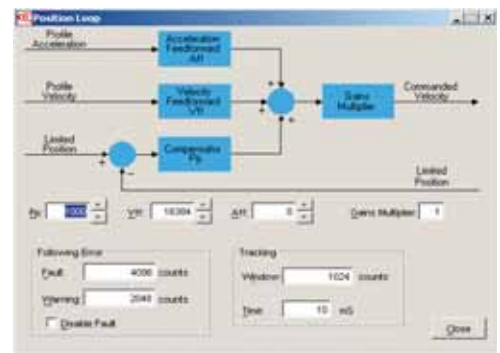 Position Loop
Profile Acceleration
Acceleration Feedforward Aff
Profile Velocity
Velocity Feedforward Vff
Gains Multiplier
Commanded Velocity
Limited Position
Compensator Pp
Limited Position
Pp: 1000
Vff: 16384
Aff: 0
Gains Multiplier: 1
Following Error
Fault: 4096 counts
Warning: 2048 counts
Disable Fault
Tracking
Window: 1024 counts
Time: 10 mS
Close